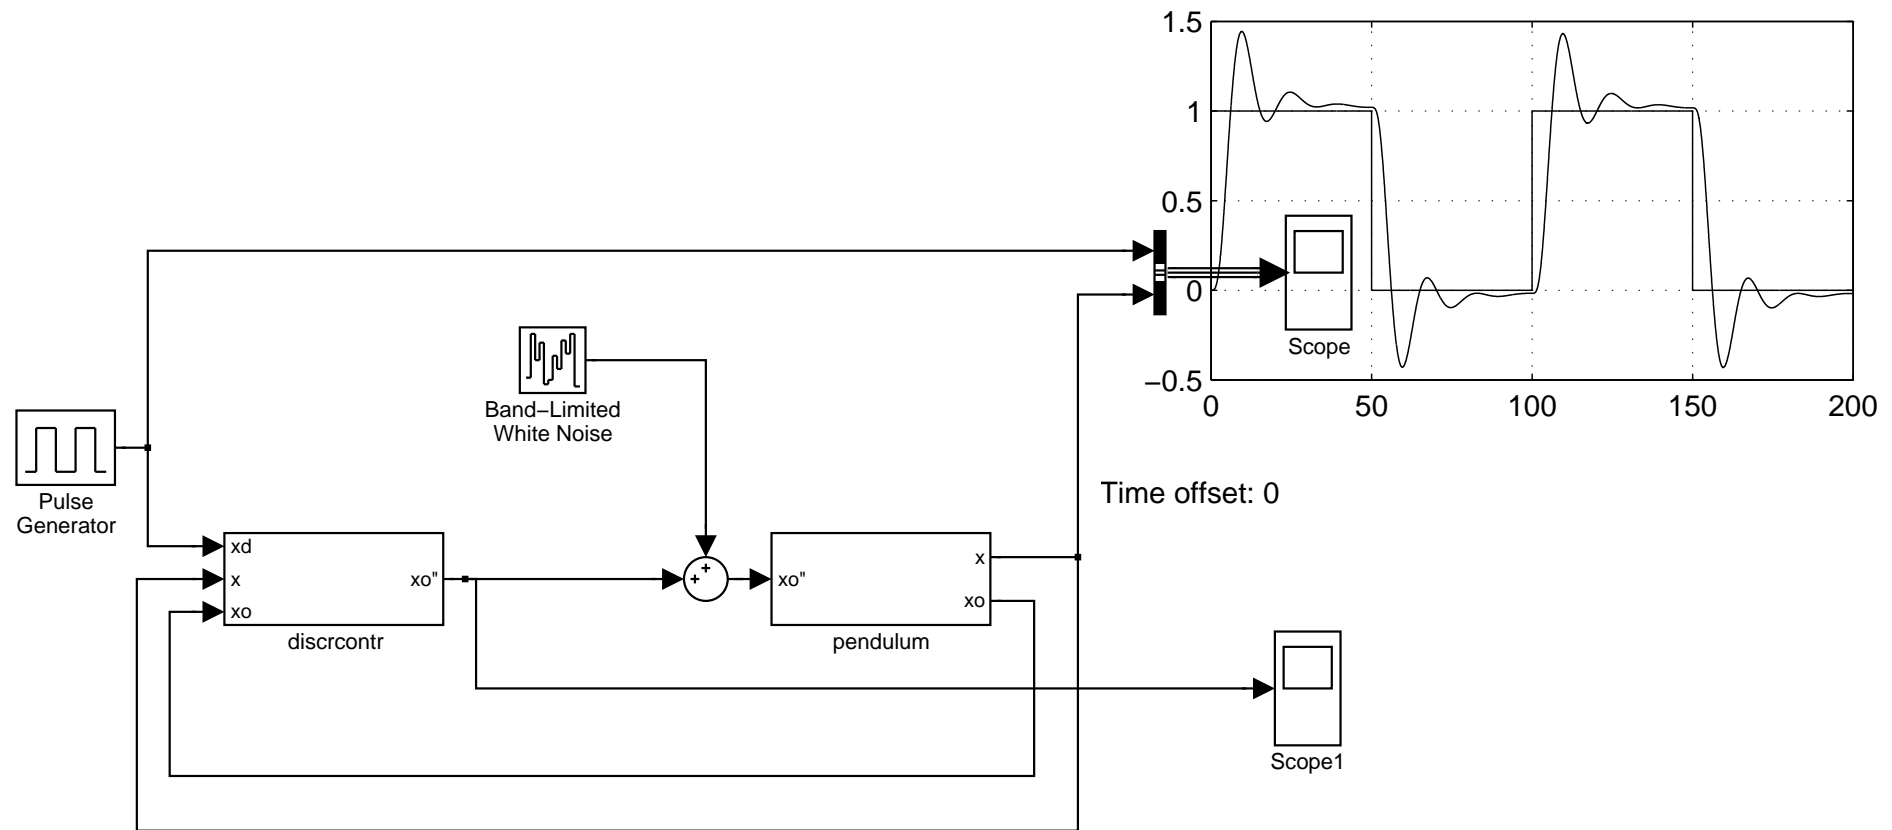 1.5
1
0.5
0
−0.5
0
50
100
150
200
Scope
Band−Limited
White Noise
Pulse
Generator
Time offset: 0
xd
x
xo
xo"
discrcontr
+
+
xo"
x
xo
pendulum
Scope1